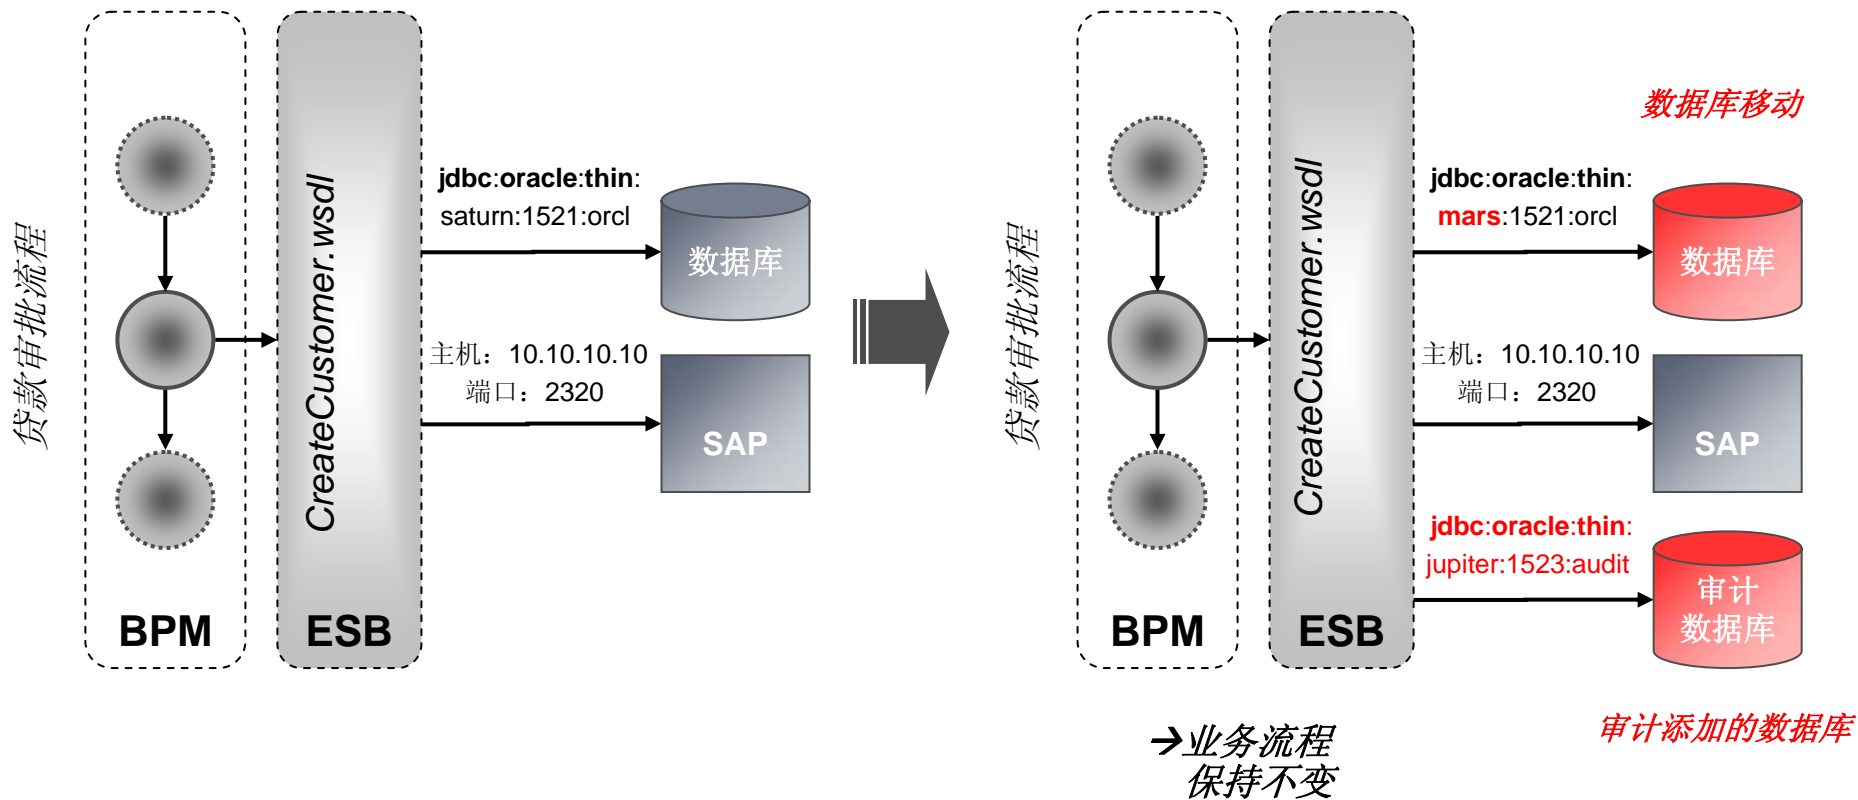 贷款审批流程
BPM
CreateCustomer.wsdl
ESB
jdbc:oracle:thin:
saturn:1521:orcl
数据库
主机：10.10.10.10
端口：2320
SAP
贷款审批流程
BPM
CreateCustomer.wsdl
ESB
数据库移动
jdbc:oracle:thin:
mars:1521:orcl
数据库
主机：10.10.10.10
端口：2320
SAP
jdbc:oracle:thin:
jupiter:1523:audit
审计
数据库
审计添加的数据库
→业务流程
保持不变